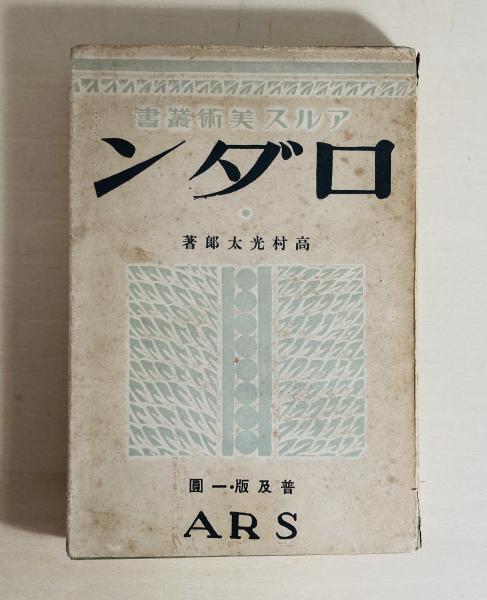 アルス美術叢書
ロダン
高村光太郎著
普及版・一圓
ARS